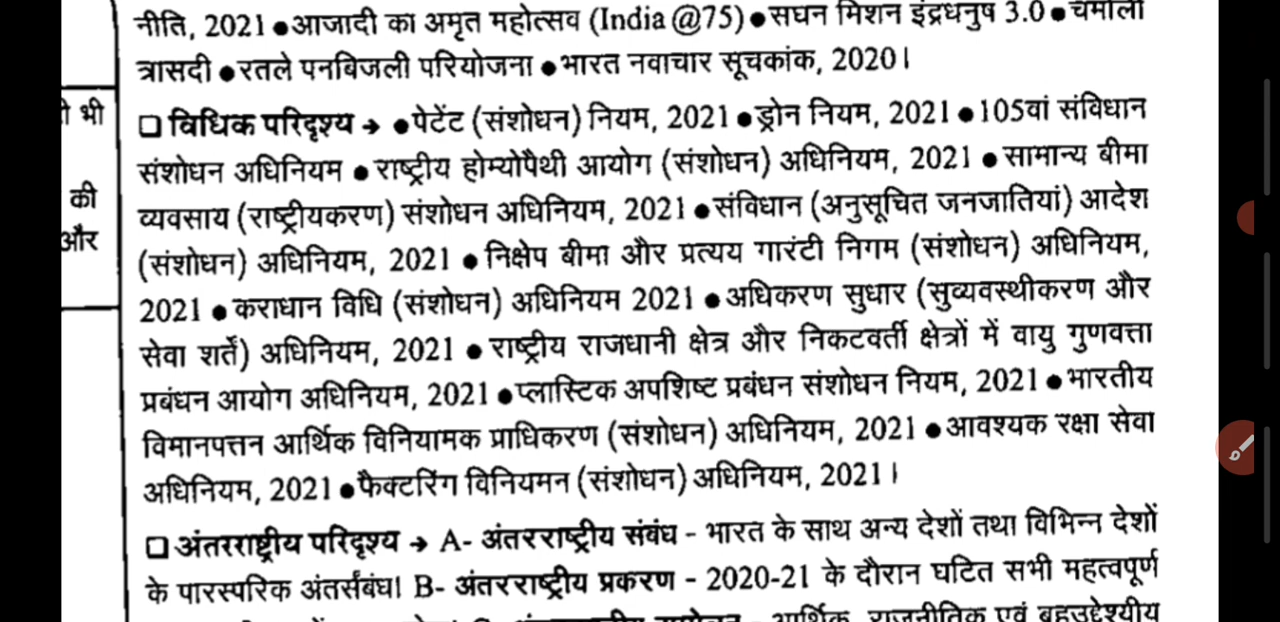 नीति, 2021 ●आजादी का अमृत महोत्सव (India @75) ●सघन मिशन इंद्रधनुष 3.0 ● चमोली
त्रासदी ●रतले पनबिजली परियोजना ●भारत नवाचार सूचकांक, 2020।
भी
❑ विधिक परिदृश्य → ●पेटेंट (संशोधन) नियम, 2021 ●ड्रोन नियम, 2021 ●105वां संविधान
संशोधन अधिनियम ● राष्ट्रीय होम्योपैथी आयोग (संशोधन) अधिनियम, 2021 ● सामान्य बीमा
की
व्यवसाय (राष्ट्रीयकरण) संशोधन अधिनियम, 2021 ●संविधान (अनुसूचित जनजातियां) आदेश
और
(संशोधन) अधिनियम, 2021 ● निक्षेप बीमा और प्रत्यय गारंटी निगम (संशोधन) अधिनियम,
2021 ● कराधान विधि (संशोधन) अधिनियम 2021 ● अधिकरण सुधार (सुव्यवस्थीकरण और
सेवा शर्तें) अधिनियम, 2021 ● राष्ट्रीय राजधानी क्षेत्र और निकटवर्ती क्षेत्रों में वायु गुणवत्ता
प्रबंधन आयोग अधिनियम, 2021 ●प्लास्टिक अपशिष्ट प्रबंधन संशोधन नियम, 2021 ●भारतीय
विमानपत्तन आर्थिक विनियामक प्राधिकरण (संशोधन) अधिनियम, 2021 ●आवश्यक रक्षा सेवा
अधिनियम, 2021 ●फैक्टरिंग विनियमन (संशोधन) अधिनियम, 2021।
❑ अंतरराष्ट्रीय परिदृश्य → A- अंतरराष्ट्रीय संबंध - भारत के साथ अन्य देशों तथा विभिन्न देशों
के पारस्परिक अंतर्संबंध। B- अंतरराष्ट्रीय प्रकरण - 2020-21 के दौरान घटित सभी महत्वपूर्ण
आर्थिक, राजनीतिक एवं बहुउद्देश्यीय